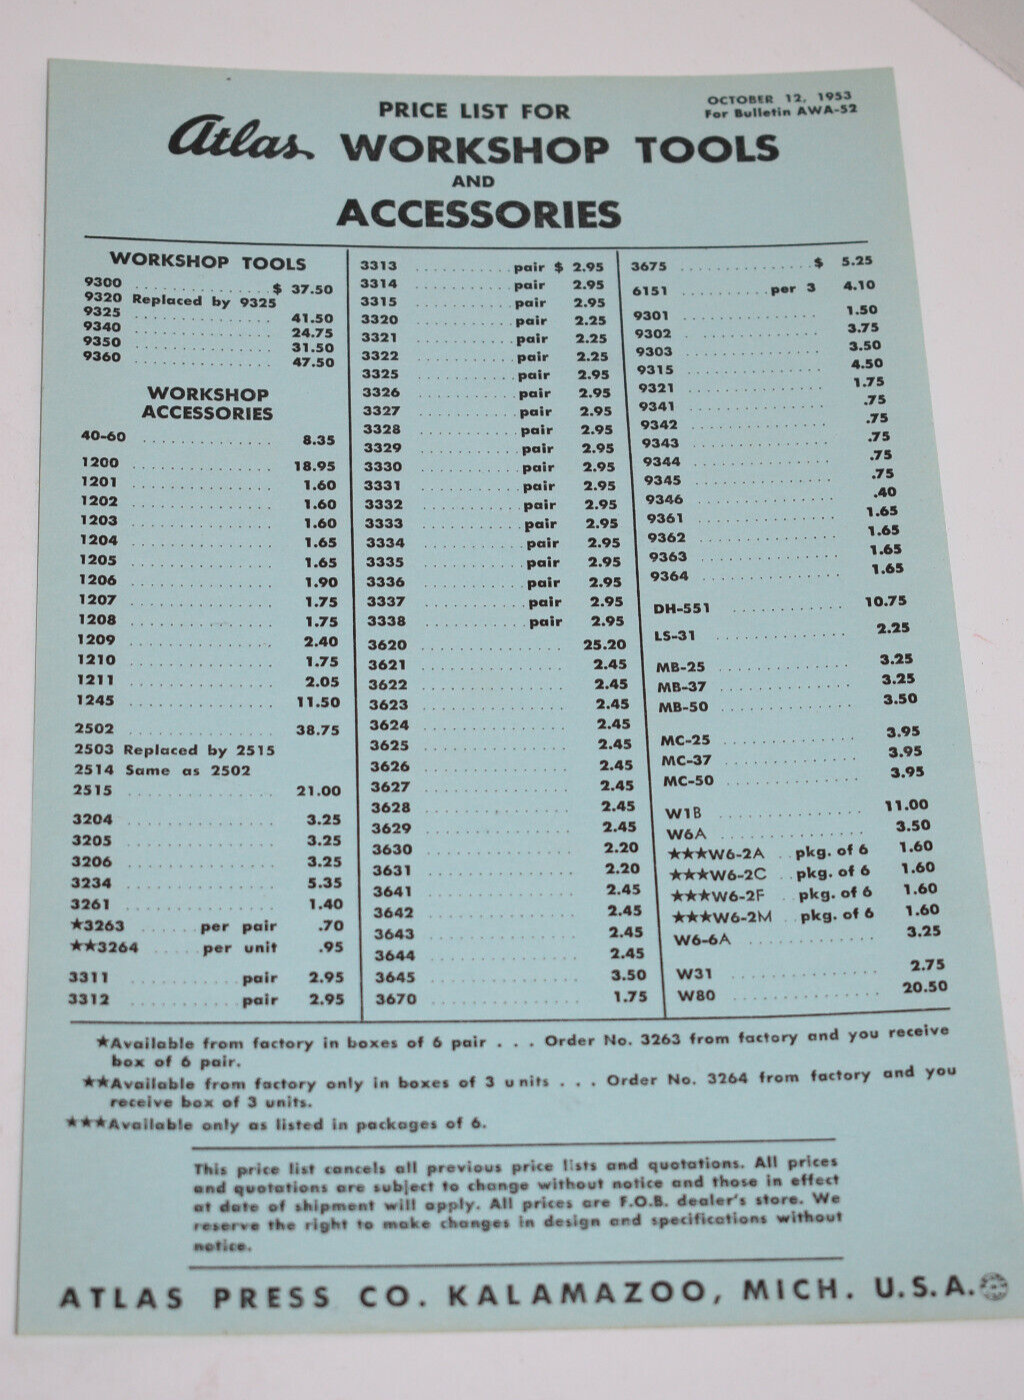 OCTOBER 12, 1953
For Bulletin AWA-52
PRICE LIST FOR
Atlas WORKSHOP TOOLS
AND
ACCESSORIES
WORKSHOP TOOLS
9300 $ 37.50
9320 Replaced by 9325
9325 41.50
9340 24.75
9350 31.50
9360 47.50
WORKSHOP
ACCESSORIES
40-60 8.35
1200 18.95
1201 1.60
1202 1.60
1203 1.60
1204 1.65
1205 1.65
1206 1.90
1207 1.75
1208 1.75
1209 2.40
1210 1.75
1211 2.05
1245 11.50
2502 38.75
2503 Replaced by 2515
2514 Same as 2502
2515 21.00
3204 3.25
3205 3.25
3206 3.25
3234 5.35
3261 1.40
★3263 per pair .70
★★3264 per unit .95
3311 pair 2.95
3312 pair 2.95
3313 pair $ 2.95
3314 pair 2.95
3315 pair 2.95
3320 pair 2.25
3321 pair 2.25
3322 pair 2.25
3325 pair 2.95
3326 pair 2.95
3327 pair 2.95
3328 pair 2.95
3329 pair 2.95
3330 pair 2.95
3331 pair 2.95
3332 pair 2.95
3333 pair 2.95
3334 pair 2.95
3335 pair 2.95
3336 pair 2.95
3337 pair 2.95
3338 pair 2.95
3620 25.20
3621 2.45
3622 2.45
3623 2.45
3624 2.45
3625 2.45
3626 2.45
3627 2.45
3628 2.45
3629 2.45
3630 2.20
3631 2.20
3641 2.45
3642 2.45
3643 2.45
3644 2.45
3645 3.50
3670 1.75
3675 $ 5.25
6151 per 3 4.10
9301 1.50
9302 3.75
9303 3.50
9315 4.50
9321 1.75
9341 .75
9342 .75
9343 .75
9344 .75
9345 .75
9346 .40
9361 1.65
9362 1.65
9363 1.65
9364 1.65
DH-551 10.75
LS-31 2.25
MB-25 3.25
MB-37 3.25
MB-50 3.50
MC-25 3.95
MC-37 3.95
MC-50 3.95
W1B 11.00
W6A 3.50
★★★W6-2A pkg. of 6 1.60
★★★W6-2C pkg. of 6 1.60
★★★W6-2F pkg. of 6 1.60
★★★W6-2M pkg. of 6 1.60
W6-6A 3.25
W31 2.75
W80 20.50
★Available from factory in boxes of 6 pair . . . Order No. 3263 from factory and you receive
box of 6 pair.
★★Available from factory only in boxes of 3 units . . . Order No. 3264 from factory and you
receive box of 3 units.
★★★Available only as listed in packages of 6.
This price list cancels all previous price lists and quotations. All prices
and quotations are subject to change without notice and those in effect
at date of shipment will apply. All prices are F.O.B. dealer's store. We
reserve the right to make changes in design and specifications without
notice.
ATLAS PRESS CO. KALAMAZOO, MICH. U.S.A.